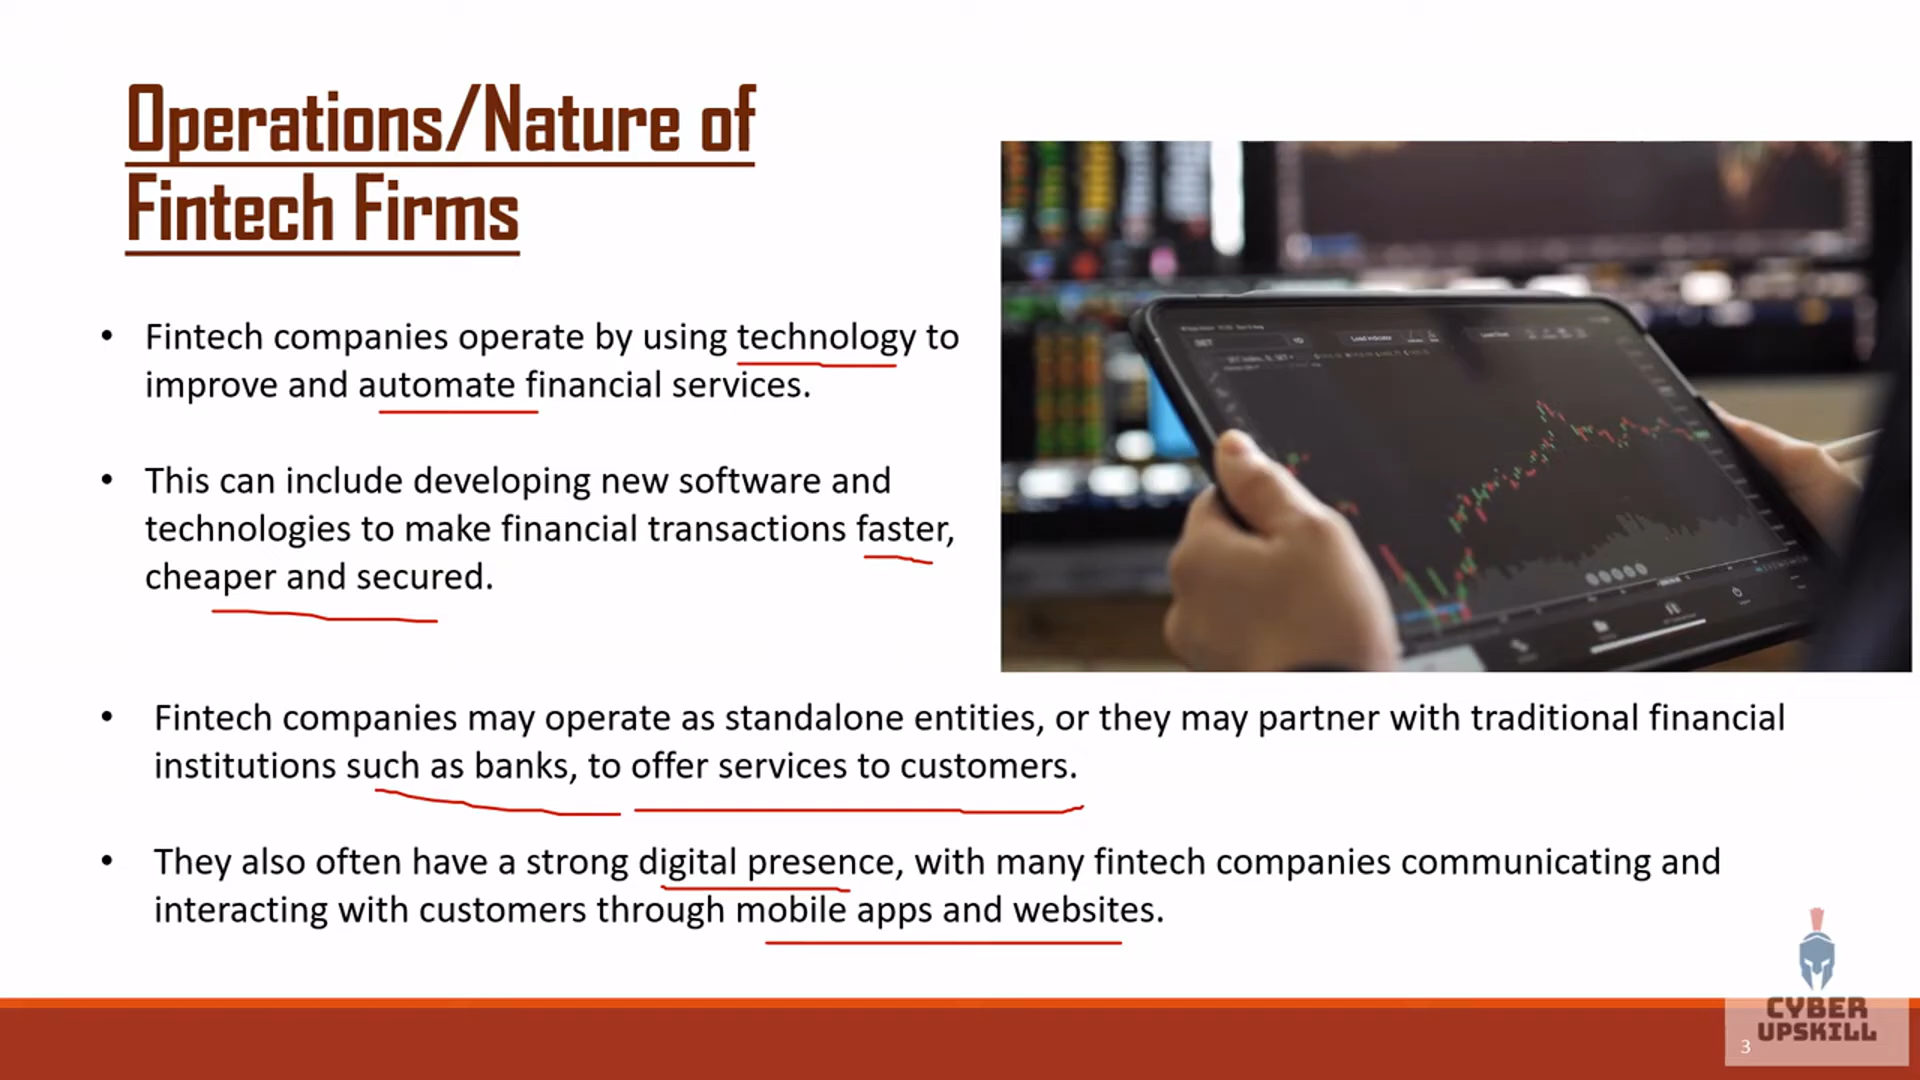 Operations/Nature of
Fintech Firms
• Fintech companies operate by using technology to
improve and automate financial services.
• This can include developing new software and
technologies to make financial transactions faster,
cheaper and secured.
• Fintech companies may operate as standalone entities, or they may partner with traditional financial
institutions such as banks, to offer services to customers.
• They also often have a strong digital presence, with many fintech companies communicating and
interacting with customers through mobile apps and websites.
CYBER
UPSKILL
3